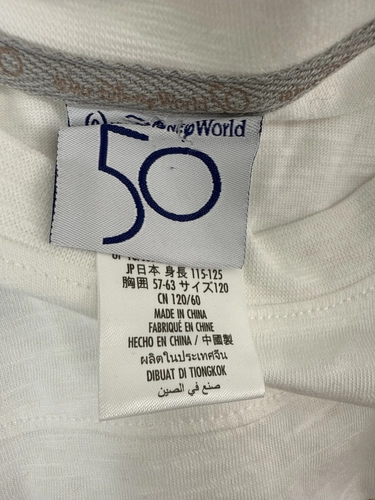 World
50
JP日本 身長 115-125
胸囲 57-63 サイズ120
CN 120/60
MADE IN CHINA
FABRIQUÉ EN CHINE
HECHO EN CHINA / 中國製
ผลิตในประเทศจีน
DIBUAT DI TIONGKOK
صنع في الصين